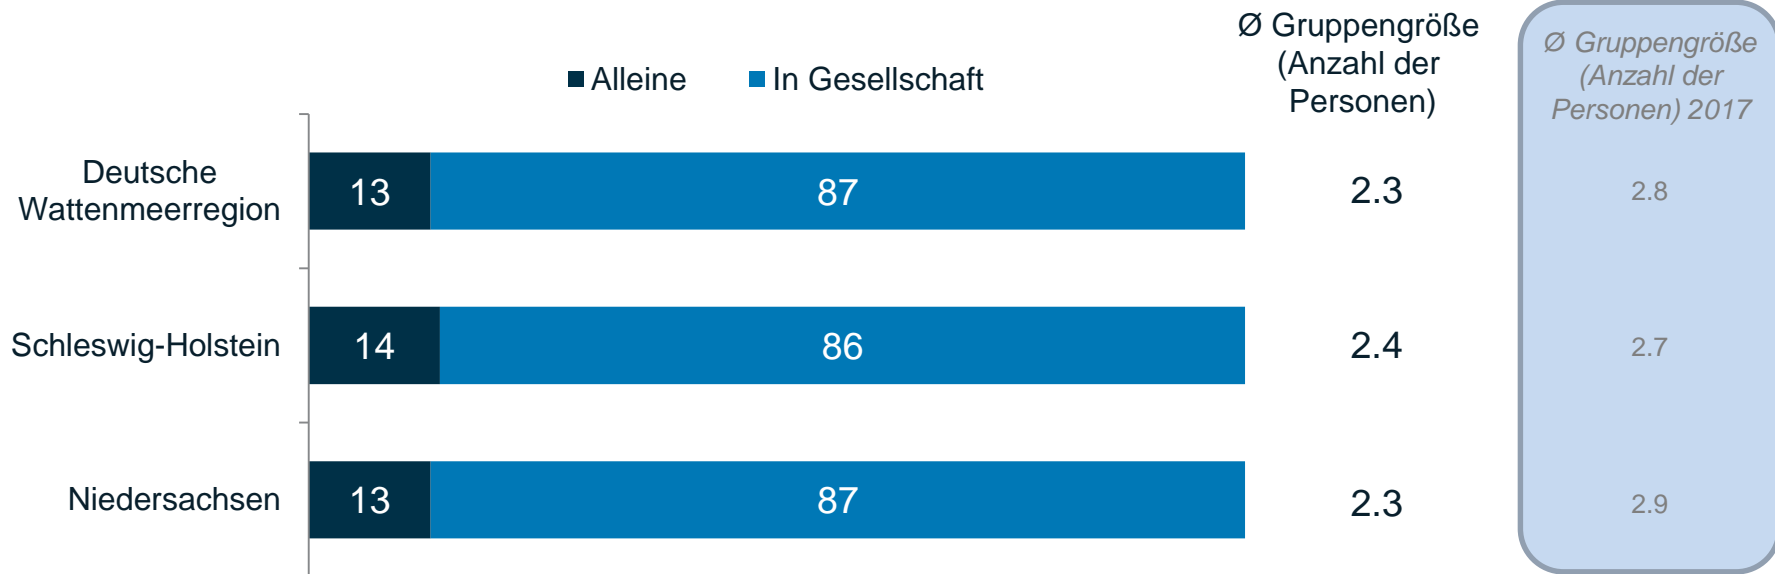 Alleine
In Gesellschaft
Ø Gruppengröße
(Anzahl der
Personen)
Ø Gruppengröße
(Anzahl der
Personen) 2017
Deutsche
Wattenmeerregion
13
87
2.3
2.8
Schleswig-Holstein
14
86
2.4
2.7
Niedersachsen
13
87
2.3
2.9